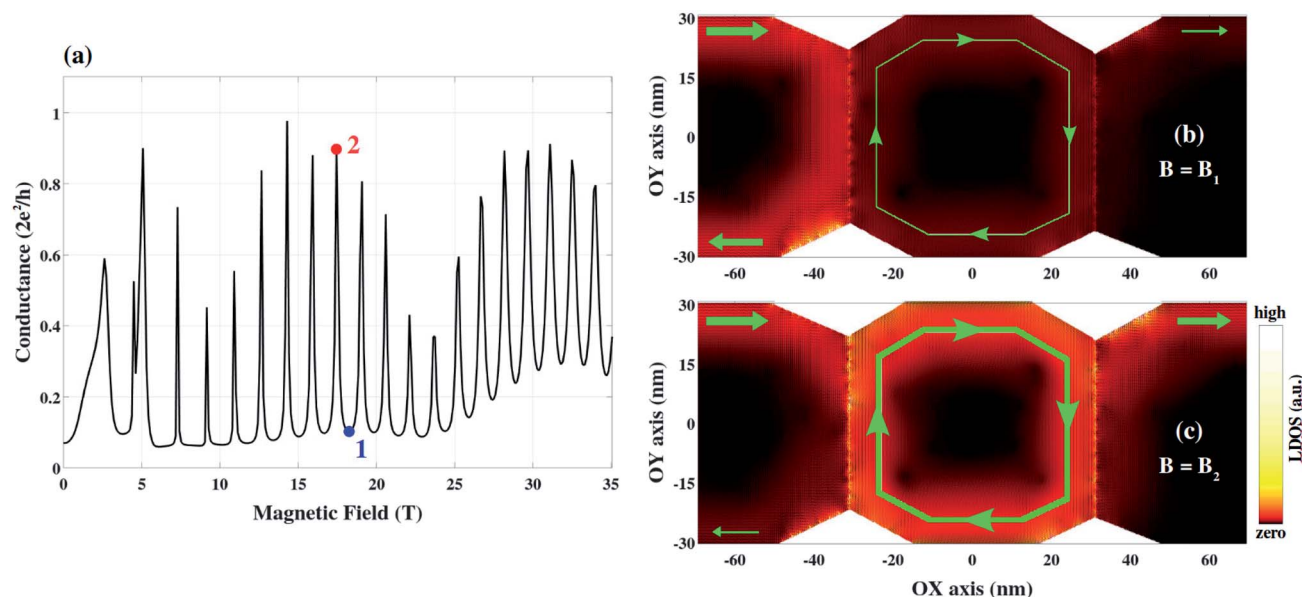 (a)
Conductance (2e²/h)
1
0.8
0.6
0.4
0.2
0
2
1
0 5 10 15 20 25 30 35
Magnetic Field (T)
OY axis (nm)
30
15
0
-15
-30
(b)
B = B₁
-60 -40 -20 0 20 40 60
OY axis (nm)
30
15
0
-15
-30
(c)
B = B₂
-60 -40 -20 0 20 40 60
OX axis (nm)
high
LDOS (a.u.)
zero